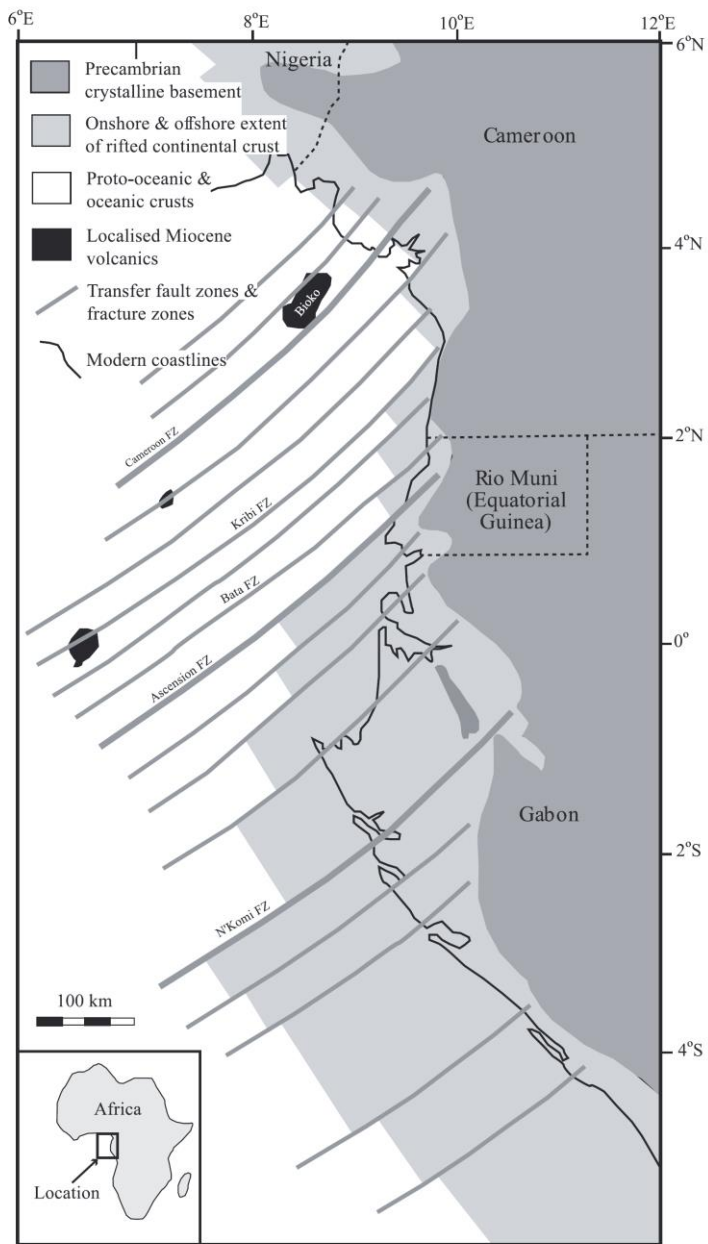 6°E
8°E
10°E
12°E
6°N
Nigeria
Precambrian
crystalline basement
Cameroon
Onshore & offshore extent
of rifted continental crust
Proto-oceanic &
oceanic crusts
4°N
Localised Miocene
volcanics
Bioko
Transfer fault zones &
fracture zones
Modern coastlines
2°N
Cameroon FZ
Rio Muni
(Equatorial
Guinea)
Kribi FZ
Bata FZ
0°
Ascension FZ
Gabon
2°S
N'Komi FZ
100 km
4°S
Africa
Location